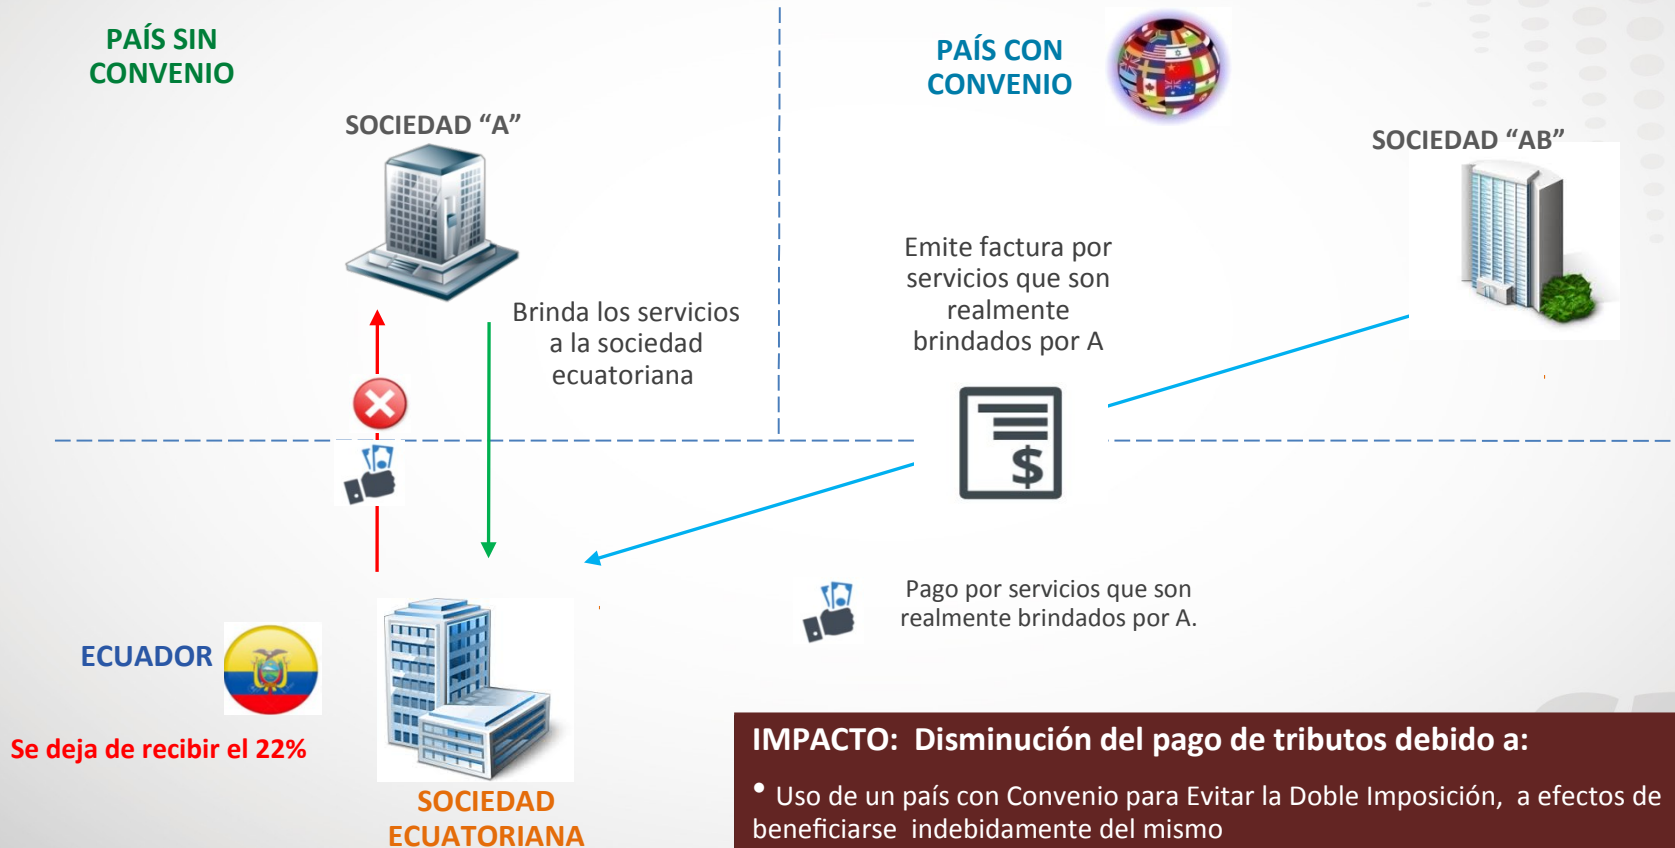 PAÍS SIN
CONVENIO
PAÍS CON
CONVENIO
SOCIEDAD “A”
SOCIEDAD “AB”
Brinda los servicios
a la sociedad
ecuatoriana
Emite factura por
servicios que son
realmente
brindados por A
$
Pago por servicios que son
realmente brindados por A.
ECUADOR
Se deja de recibir el 22%
SOCIEDAD
ECUATORIANA
IMPACTO: Disminución del pago de tributos debido a:
• Uso de un país con Convenio para Evitar la Doble Imposición, a efectos de
beneficiarse indebidamente del mismo